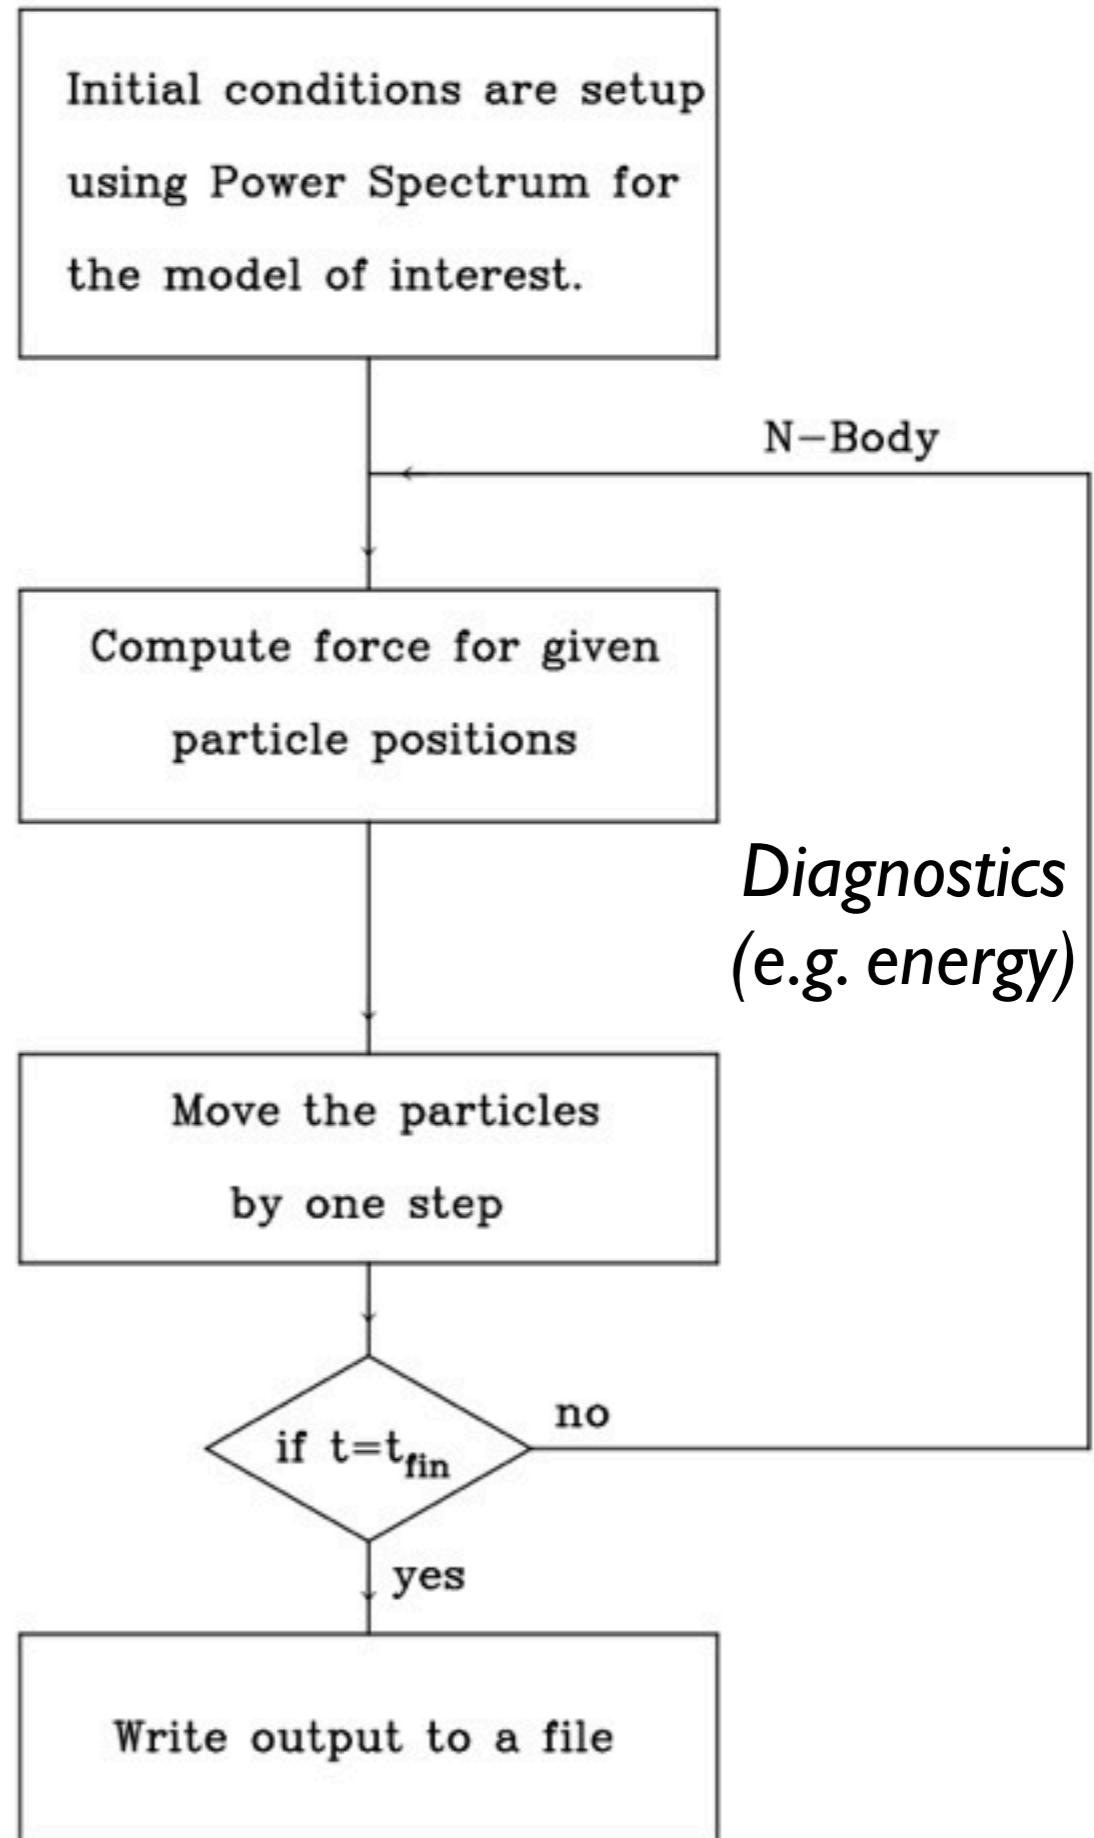 Initial conditions are setup
using Power Spectrum for
the model of interest.
N-Body
Compute force for given
particle positions
Diagnostics
(e.g. energy)
Move the particles
by one step
no
if t=t_fin
yes
Write output to a file